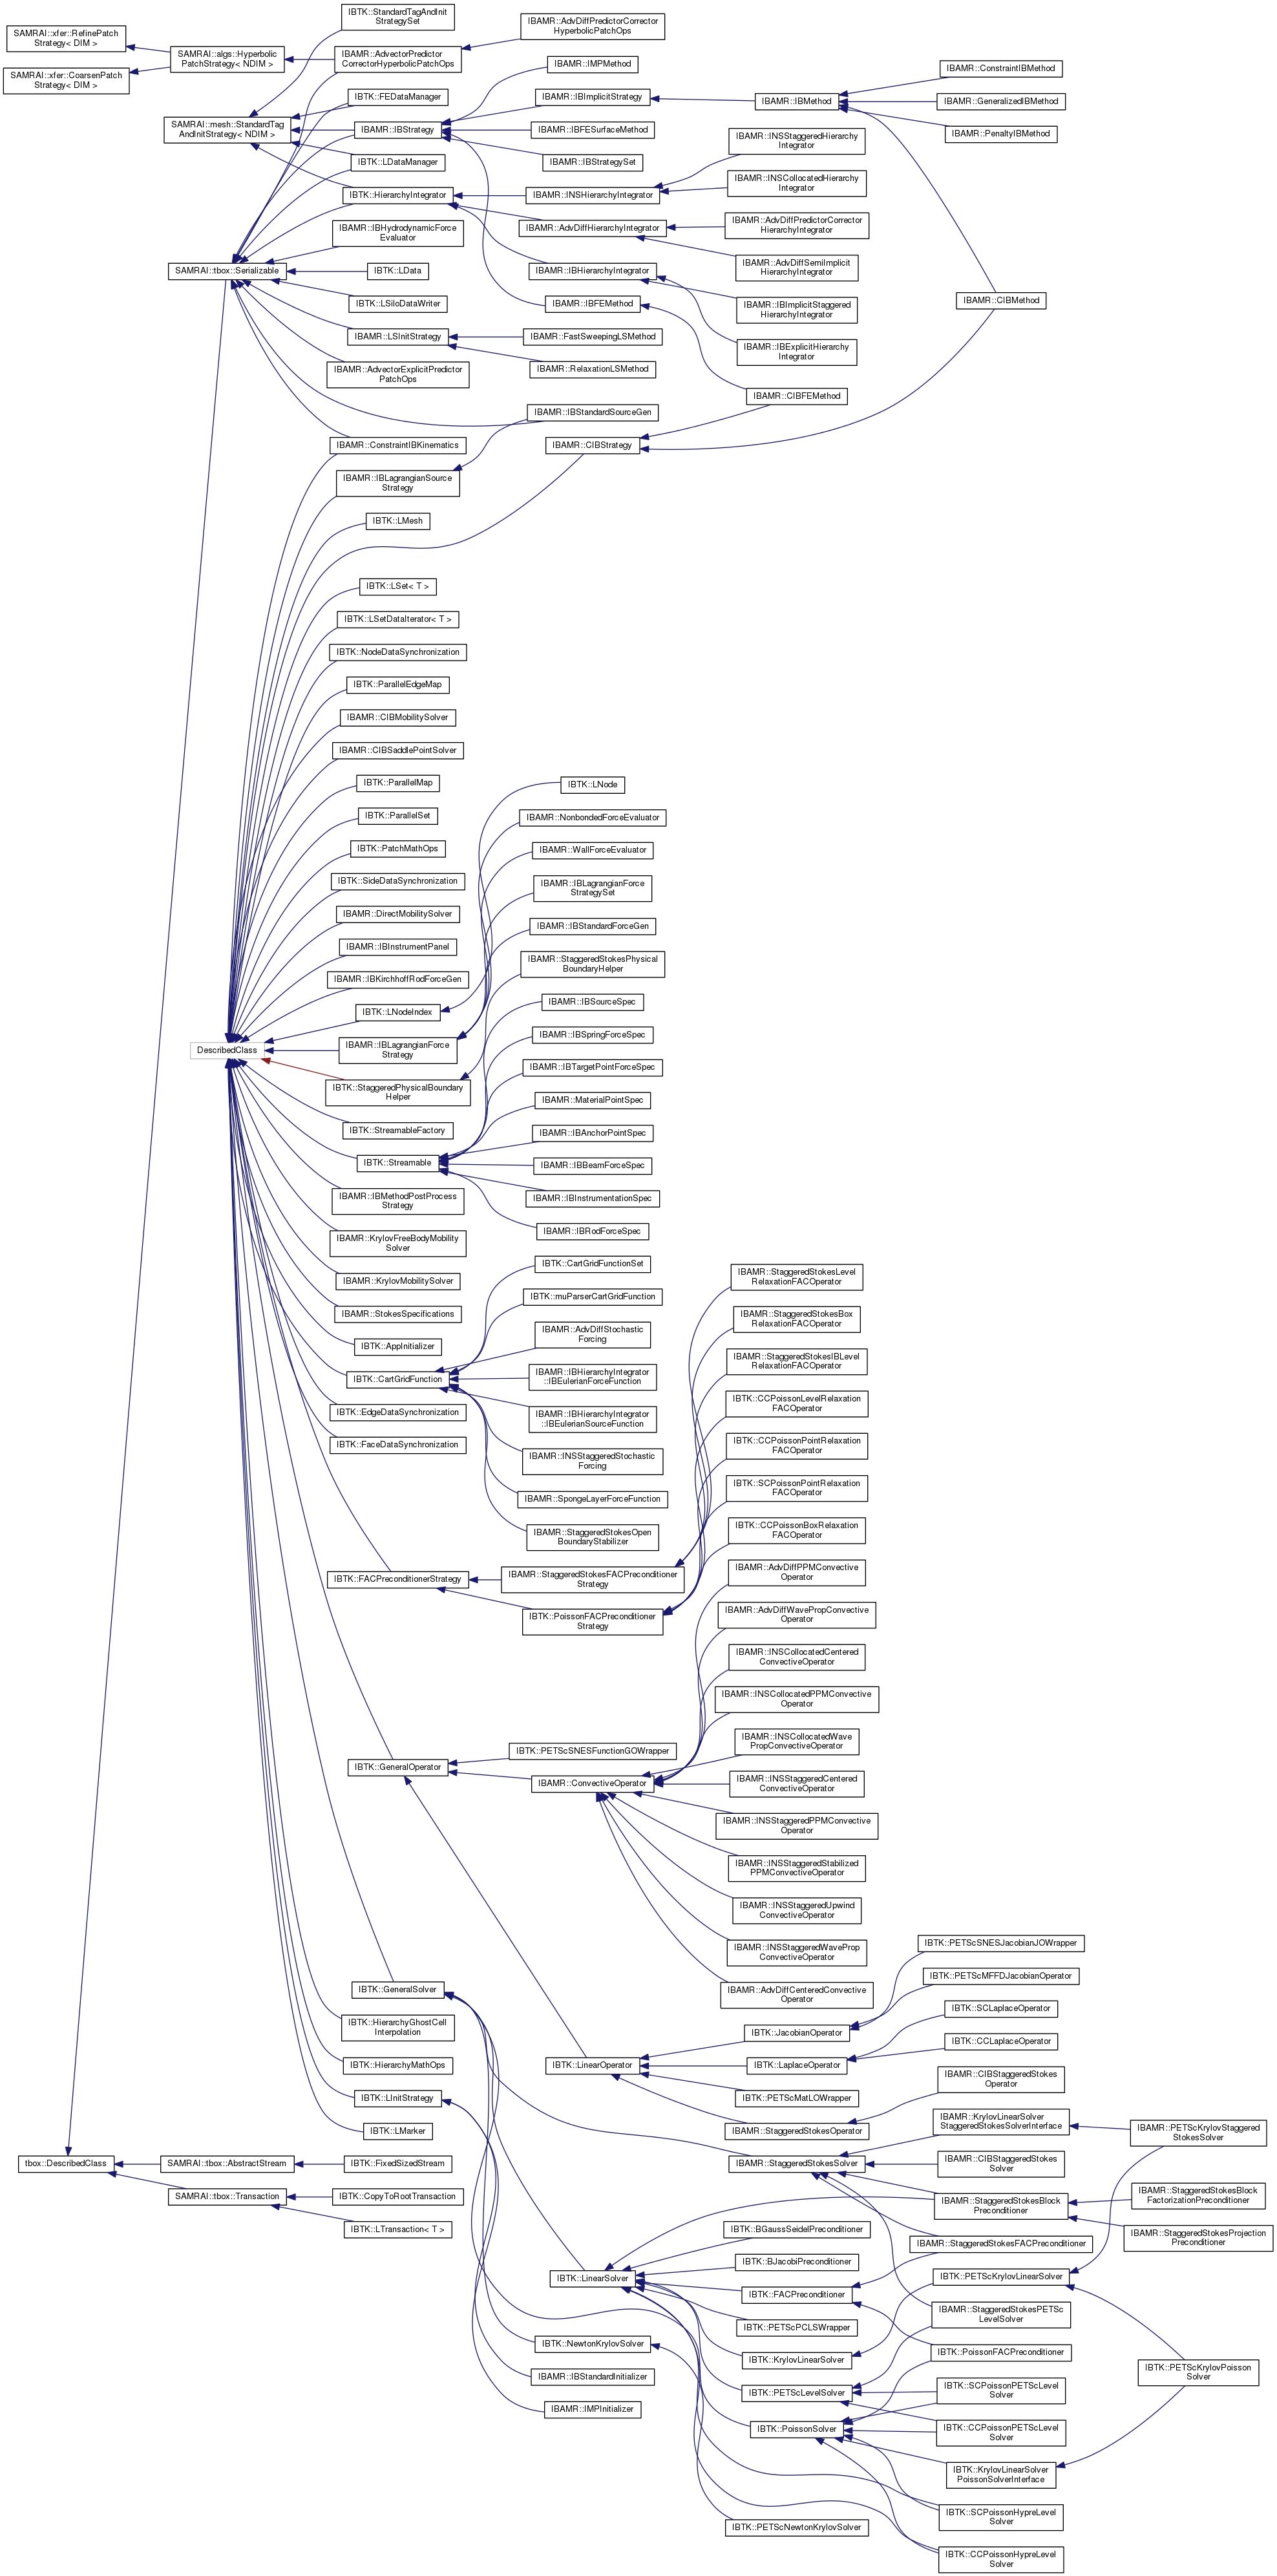 SAMRAI::xfer::RefinePatch
Strategy< DIM >
SAMRAI::xfer::CoarsenPatch
Strategy< DIM >
SAMRAI::algs::Hyperbolic
PatchStrategy< NDIM >
SAMRAI::mesh::StandardTag
AndInitStrategy< NDIM >
SAMRAI::tbox::Serializable
DescribedClass
tbox::DescribedClass
SAMRAI::tbox::AbstractStream
SAMRAI::tbox::Transaction
IBTK::StandardTagAndInit
StrategySet
IBAMR::AdvectorPredictor
CorrectorHyperbolicPatchOps
IBTK::FEDataManager
IBAMR::IBStrategy
IBTK::LDataManager
IBTK::HierarchyIntegrator
IBAMR::IBHydrodynamicForce
Evaluator
IBTK::LData
IBTK::LSiloDataWriter
IBAMR::LSInitStrategy
IBAMR::AdvectorExplicitPredictor
PatchOps
IBAMR::ConstraintIBKinematics
IBAMR::IBLagrangianSource
Strategy
IBTK::LMesh
IBTK::LSet< T >
IBTK::LSetDataIterator< T >
IBTK::NodeDataSynchronization
IBTK::ParallelEdgeMap
IBAMR::CIBMobilitySolver
IBAMR::CIBSaddlePointSolver
IBTK::ParallelMap
IBTK::ParallelSet
IBTK::PatchMathOps
IBTK::SideDataSynchronization
IBAMR::DirectMobilitySolver
IBAMR::IBInstrumentPanel
IBAMR::IBKirchhoffRodForceGen
IBTK::LNodeIndex
IBAMR::IBLagrangianForce
Strategy
IBTK::StaggeredPhysicalBoundary
Helper
IBTK::StreamableFactory
IBTK::Streamable
IBAMR::IBMethodPostProcess
Strategy
IBAMR::KrylovFreeBodyMobility
Solver
IBAMR::KrylovMobilitySolver
IBAMR::StokesSpecifications
IBTK::AppInitializer
IBTK::CartGridFunction
IBTK::EdgeDataSynchronization
IBTK::FaceDataSynchronization
IBTK::FACPreconditionerStrategy
IBTK::GeneralOperator
IBTK::GeneralSolver
IBTK::HierarchyGhostCell
Interpolation
IBTK::HierarchyMathOps
IBTK::LInitStrategy
IBTK::LMarker
IBTK::FixedSizedStream
IBTK::CopyToRootTransaction
IBTK::LTransaction< T >
IBAMR::AdvDiffPredictorCorrector
HyperbolicPatchOps
IBAMR::IMPMethod
IBAMR::IBImplicitStrategy
IBAMR::IBFESurfaceMethod
IBAMR::IBStrategySet
IBAMR::INSHierarchyIntegrator
IBAMR::AdvDiffHierarchyIntegrator
IBAMR::IBHierarchyIntegrator
IBAMR::IBFEMethod
IBAMR::FastSweepingLSMethod
IBAMR::RelaxationLSMethod
IBAMR::IBStandardSourceGen
IBAMR::CIBStrategy
IBTK::LNode
IBAMR::NonbondedForceEvaluator
IBAMR::WallForceEvaluator
IBAMR::IBLagrangianForce
StrategySet
IBAMR::IBStandardForceGen
IBAMR::StaggeredStokesPhysical
BoundaryHelper
IBAMR::IBSourceSpec
IBAMR::IBSpringForceSpec
IBAMR::IBTargetPointForceSpec
IBAMR::MaterialPointSpec
IBAMR::IBAnchorPointSpec
IBAMR::IBBeamForceSpec
IBAMR::IBInstrumentationSpec
IBAMR::IBRodForceSpec
IBTK::CartGridFunctionSet
IBTK::muParserCartGridFunction
IBAMR::AdvDiffStochastic
Forcing
IBAMR::IBHierarchyIntegrator
::IBEulerianForceFunction
IBAMR::IBHierarchyIntegrator
::IBEulerianSourceFunction
IBAMR::INSStaggeredStochastic
Forcing
IBAMR::SpongeLayerForceFunction
IBAMR::StaggeredStokesOpen
BoundaryStabilizer
IBAMR::StaggeredStokesFACPreconditioner
Strategy
IBTK::PoissonFACPreconditioner
Strategy
IBTK::PETScSNESFunctionGOWrapper
IBAMR::ConvectiveOperator
IBTK::LinearOperator
IBTK::LinearSolver
IBTK::NewtonKrylovSolver
IBAMR::IBStandardInitializer
IBAMR::IMPInitializer
IBAMR::IBMethod
IBAMR::INSStaggeredHierarchy
Integrator
IBAMR::INSCollocatedHierarchy
Integrator
IBAMR::AdvDiffPredictorCorrector
HierarchyIntegrator
IBAMR::AdvDiffSemiImplicit
HierarchyIntegrator
IBAMR::IBImplicitStaggered
HierarchyIntegrator
IBAMR::IBExplicitHierarchy
Integrator
IBAMR::CIBFEMethod
IBAMR::StaggeredStokesLevel
RelaxationFACOperator
IBAMR::StaggeredStokesBox
RelaxationFACOperator
IBAMR::StaggeredStokesIBLevel
RelaxationFACOperator
IBTK::CCPoissonLevelRelaxation
FACOperator
IBTK::CCPoissonPointRelaxation
FACOperator
IBTK::SCPoissonPointRelaxation
FACOperator
IBTK::CCPoissonBoxRelaxation
FACOperator
IBAMR::AdvDiffPPMConvective
Operator
IBAMR::AdvDiffWavePropConvective
Operator
IBAMR::INSCollocatedCentered
ConvectiveOperator
IBAMR::INSCollocatedPPMConvective
Operator
IBAMR::INSCollocatedWave
PropConvectiveOperator
IBAMR::INSStaggeredCentered
ConvectiveOperator
IBAMR::INSStaggeredPPMConvective
Operator
IBAMR::INSStaggeredStabilized
PPMConvectiveOperator
IBAMR::INSStaggeredUpwind
ConvectiveOperator
IBAMR::INSStaggeredWaveProp
ConvectiveOperator
IBAMR::AdvDiffCenteredConvective
Operator
IBTK::JacobianOperator
IBTK::LaplaceOperator
IBTK::PETScMatLOWrapper
IBAMR::StaggeredStokesOperator
IBAMR::StaggeredStokesSolver
IBTK::BGaussSeidelPreconditioner
IBTK::BJacobiPreconditioner
IBTK::FACPreconditioner
IBTK::PETScPCLSWrapper
IBTK::KrylovLinearSolver
IBTK::PETScLevelSolver
IBTK::PoissonSolver
IBTK::PETScNewtonKrylovSolver
IBAMR::ConstraintIBMethod
IBAMR::GeneralizedIBMethod
IBAMR::PenaltyIBMethod
IBAMR::CIBMethod
IBTK::PETScSNESJacobianJOWrapper
IBTK::PETScMFFDJacobianOperator
IBTK::SCLaplaceOperator
IBTK::CCLaplaceOperator
IBAMR::CIBStaggeredStokes
Operator
IBAMR::KrylovLinearSolver
StaggeredStokesSolverInterface
IBAMR::CIBStaggeredStokes
Solver
IBAMR::StaggeredStokesBlock
Preconditioner
IBAMR::StaggeredStokesFACPreconditioner
IBTK::PETScKrylovLinearSolver
IBAMR::StaggeredStokesPETSc
LevelSolver
IBTK::PoissonFACPreconditioner
IBTK::SCPoissonPETScLevel
Solver
IBTK::CCPoissonPETScLevel
Solver
IBTK::KrylovLinearSolver
PoissonSolverInterface
IBTK::SCPoissonHypreLevel
Solver
IBTK::CCPoissonHypreLevel
Solver
IBAMR::PETScKrylovStaggered
StokesSolver
IBAMR::StaggeredStokesBlock
FactorizationPreconditioner
IBAMR::StaggeredStokesProjection
Preconditioner
IBTK::PETScKrylovPoisson
Solver